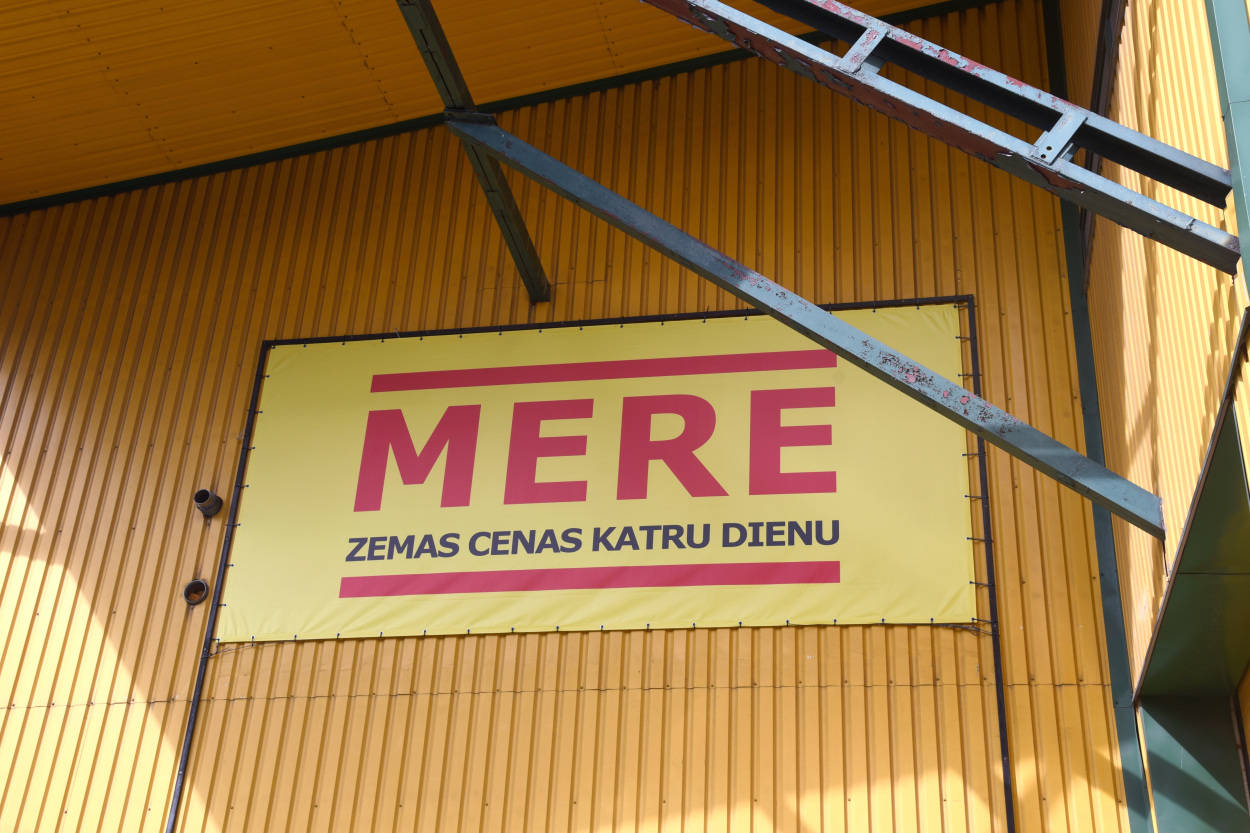 MERE
ZEMAS CENAS KATRU DIENU